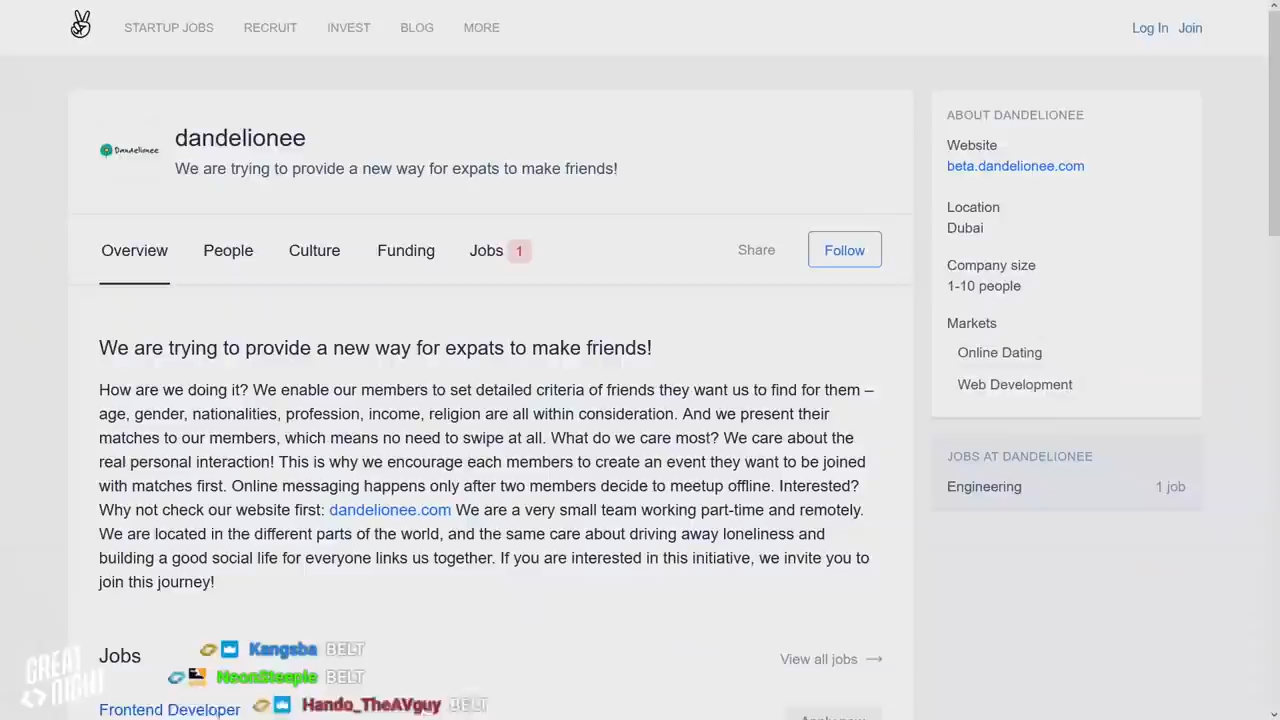 STARTUP JOBS RECRUIT INVEST BLOG MORE Log In Join
Dandelionee
dandelionee
We are trying to provide a new way for expats to make friends!
Overview People Culture Funding Jobs 1 Share Follow
We are trying to provide a new way for expats to make friends!
How are we doing it? We enable our members to set detailed criteria of friends they want us to find for them –
age, gender, nationalities, profession, income, religion are all within consideration. And we present their
matches to our members, which means no need to swipe at all. What do we care most? We care about the
real personal interaction! This is why we encourage each members to create an event they want to be joined
with matches first. Online messaging happens only after two members decide to meetup offline. Interested?
Why not check our website first: dandelionee.com We are a very small team working part-time and remotely.
We are located in the different parts of the world, and the same care about driving away loneliness and
building a good social life for everyone links us together. If you are interested in this initiative, we invite you to
join this journey!
Jobs View all jobs →
Frontend Developer Apply now
ABOUT DANDELIONEE
Website
beta.dandelionee.com
Location
Dubai
Company size
1-10 people
Markets
Online Dating
Web Development
JOBS AT DANDELIONEE
Engineering 1 job
Kangsba BELT
NeonSteeple BELT
Hando_TheAVguy BELT
GREAT
NIGHT